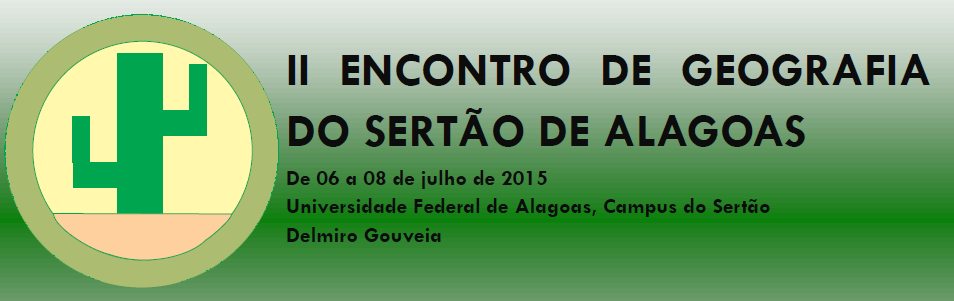 II ENCONTRO DE GEOGRAFIA
DO SERTÃO DE ALAGOAS
De 06 a 08 de julho de 2015
Universidade Federal de Alagoas, Campus do Sertão
Delmiro Gouveia